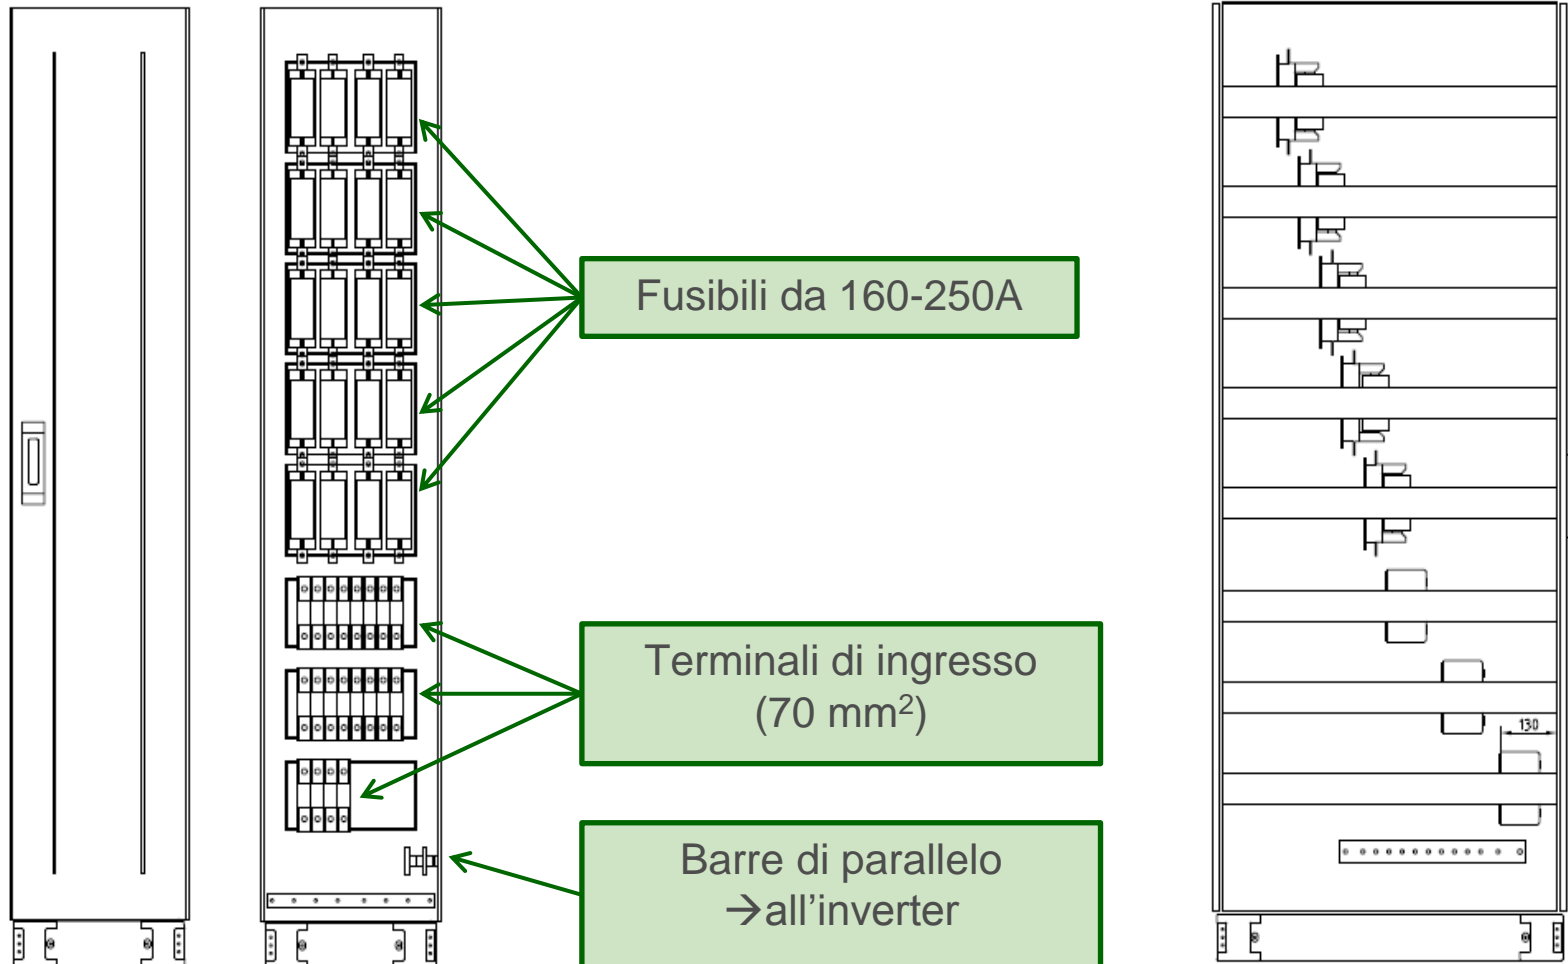 Fusibili da 160-250A
Terminali di ingresso
(70 mm²)
130
Barre di parallelo
→all’inverter